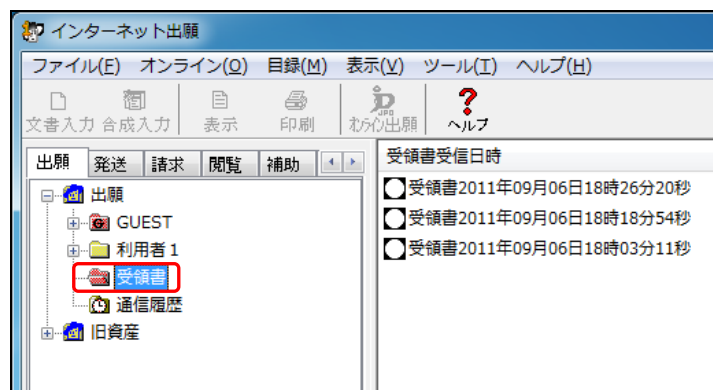 インターネット出願
ファイル(F) オンライン(O) 目録(M) 表示(V) ツール(T) ヘルプ(H)
文書入力 合成入力 表示 印刷 オンライン出願 ヘルプ
出願 発送 請求 閲覧 補助
受領書受信日時
出願
受領書2011年09月06日18時26分20秒
GUEST
受領書2011年09月06日18時18分54秒
利用者1
受領書2011年09月06日18時03分11秒
受領書
通信履歴
旧資産